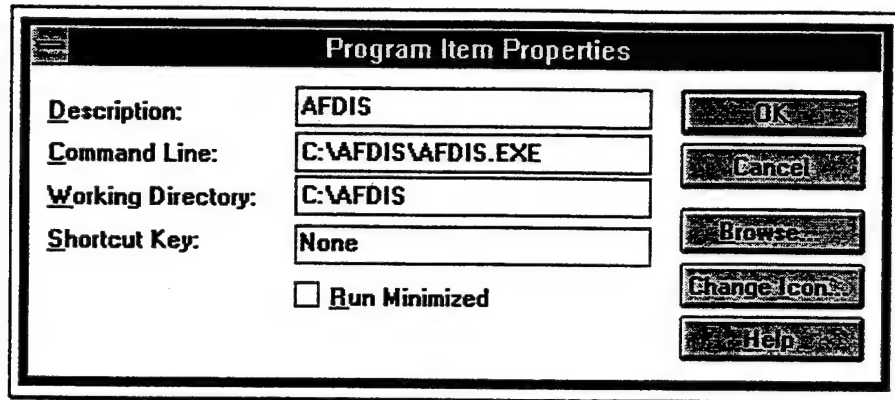 Program Item Properties
Description: AFDIS
Command Line: C:\AFDIS\AFDIS.EXE
Working Directory: C:\AFDIS
Shortcut Key: None
Run Minimized
OK
Cancel
Browse...
Change Icon...
Help